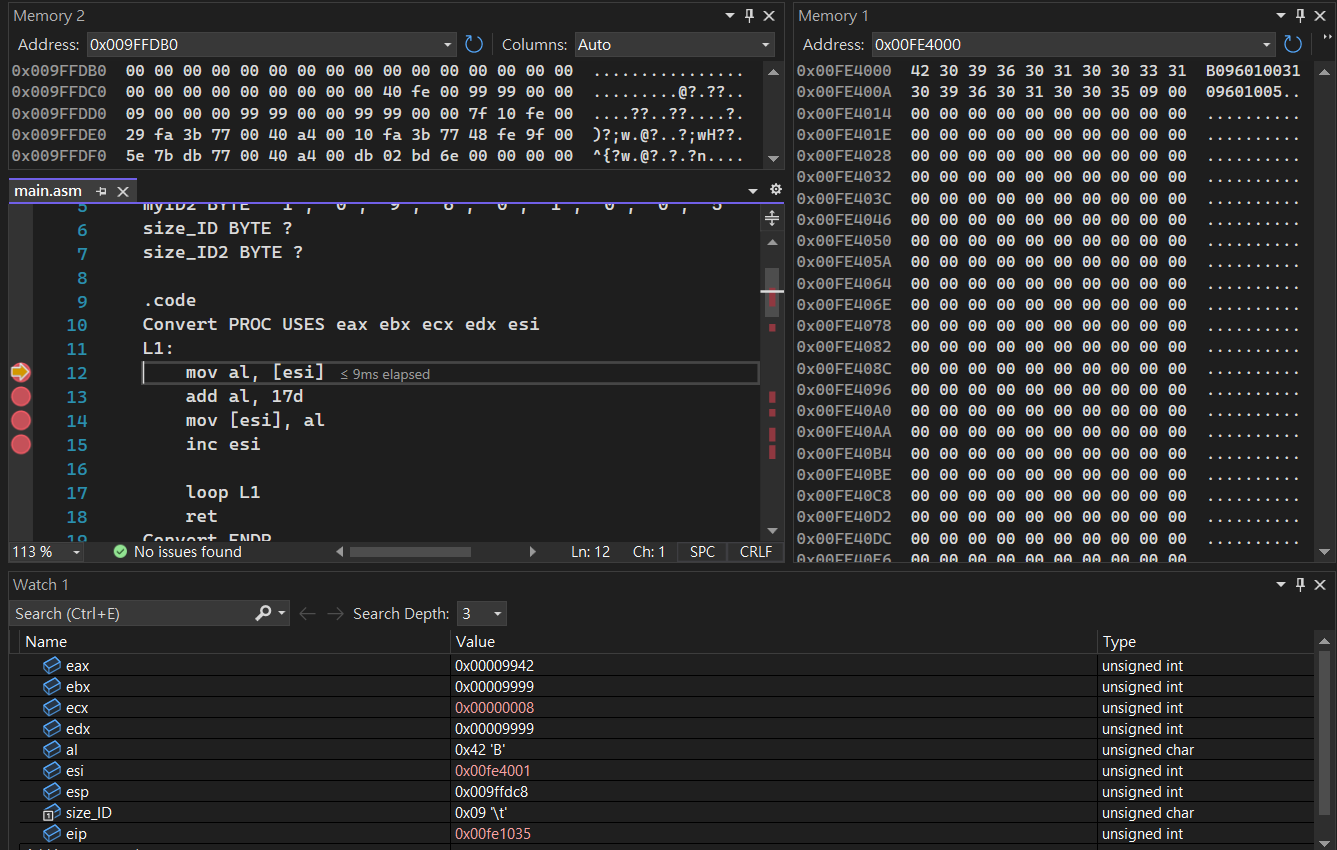 Memory 2
Address: 0x009FFDB0 Columns: Auto
0x009FFDB0 00 00 00 00 00 00 00 00 00 00 00 00 00 00 00 00 ................
0x009FFDC0 00 00 00 00 00 00 00 00 00 40 fe 00 99 99 00 00 .........@?.??..
0x009FFDD0 09 00 00 00 99 99 00 00 99 99 00 00 7f 10 fe 00 ....??..??....?.
0x009FFDE0 29 fa 3b 77 00 40 a4 00 10 fa 3b 77 48 fe 9f 00 )?;w.@?..?;wH??.
0x009FFDF0 5e 7b db 77 00 40 a4 00 db 02 bd 6e 00 00 00 00 ^{?w.@?.?.?n....
main.asm
5 myID2 BYTE
6 size_ID BYTE ?
7 size_ID2 BYTE ?
8
9 .code
10 Convert PROC USES eax ebx ecx edx esi
11 L1:
12 mov al, [esi] ≤ 9ms elapsed
13 add al, 17d
14 mov [esi], al
15 inc esi
16
17 loop L1
18 ret
19 Convert ENDP
113 % No issues found Ln: 12 Ch: 1 SPC CRLF
Memory 1
Address: 0x00FE4000
0x00FE4000 42 30 39 36 30 31 30 30 33 31 B096010031
0x00FE400A 30 39 36 30 31 30 30 35 09 00 09601005..
0x00FE4014 00 00 00 00 00 00 00 00 00 00 ..........
0x00FE401E 00 00 00 00 00 00 00 00 00 00 ..........
0x00FE4028 00 00 00 00 00 00 00 00 00 00 ..........
0x00FE4032 00 00 00 00 00 00 00 00 00 00 ..........
0x00FE403C 00 00 00 00 00 00 00 00 00 00 ..........
0x00FE4046 00 00 00 00 00 00 00 00 00 00 ..........
0x00FE4050 00 00 00 00 00 00 00 00 00 00 ..........
0x00FE405A 00 00 00 00 00 00 00 00 00 00 ..........
0x00FE4064 00 00 00 00 00 00 00 00 00 00 ..........
0x00FE406E 00 00 00 00 00 00 00 00 00 00 ..........
0x00FE4078 00 00 00 00 00 00 00 00 00 00 ..........
0x00FE4082 00 00 00 00 00 00 00 00 00 00 ..........
0x00FE408C 00 00 00 00 00 00 00 00 00 00 ..........
0x00FE4096 00 00 00 00 00 00 00 00 00 00 ..........
0x00FE40A0 00 00 00 00 00 00 00 00 00 00 ..........
0x00FE40AA 00 00 00 00 00 00 00 00 00 00 ..........
0x00FE40B4 00 00 00 00 00 00 00 00 00 00 ..........
0x00FE40BE 00 00 00 00 00 00 00 00 00 00 ..........
0x00FE40C8 00 00 00 00 00 00 00 00 00 00 ..........
0x00FE40D2 00 00 00 00 00 00 00 00 00 00 ..........
0x00FE40DC 00 00 00 00 00 00 00 00 00 00 ..........
0x00FE40E6 00 00 00 00 00 00 00 00 00 00 ..........
Watch 1
Search (Ctrl+E) Search Depth: 3
Name Value Type
eax 0x00009942 unsigned int
ebx 0x00009999 unsigned int
ecx 0x00000008 unsigned int
edx 0x00009999 unsigned int
al 0x42 'B' unsigned char
esi 0x00fe4001 unsigned int
esp 0x009ffdc8 unsigned int
size_ID 0x09 '\t' unsigned char
eip 0x00fe1035 unsigned int